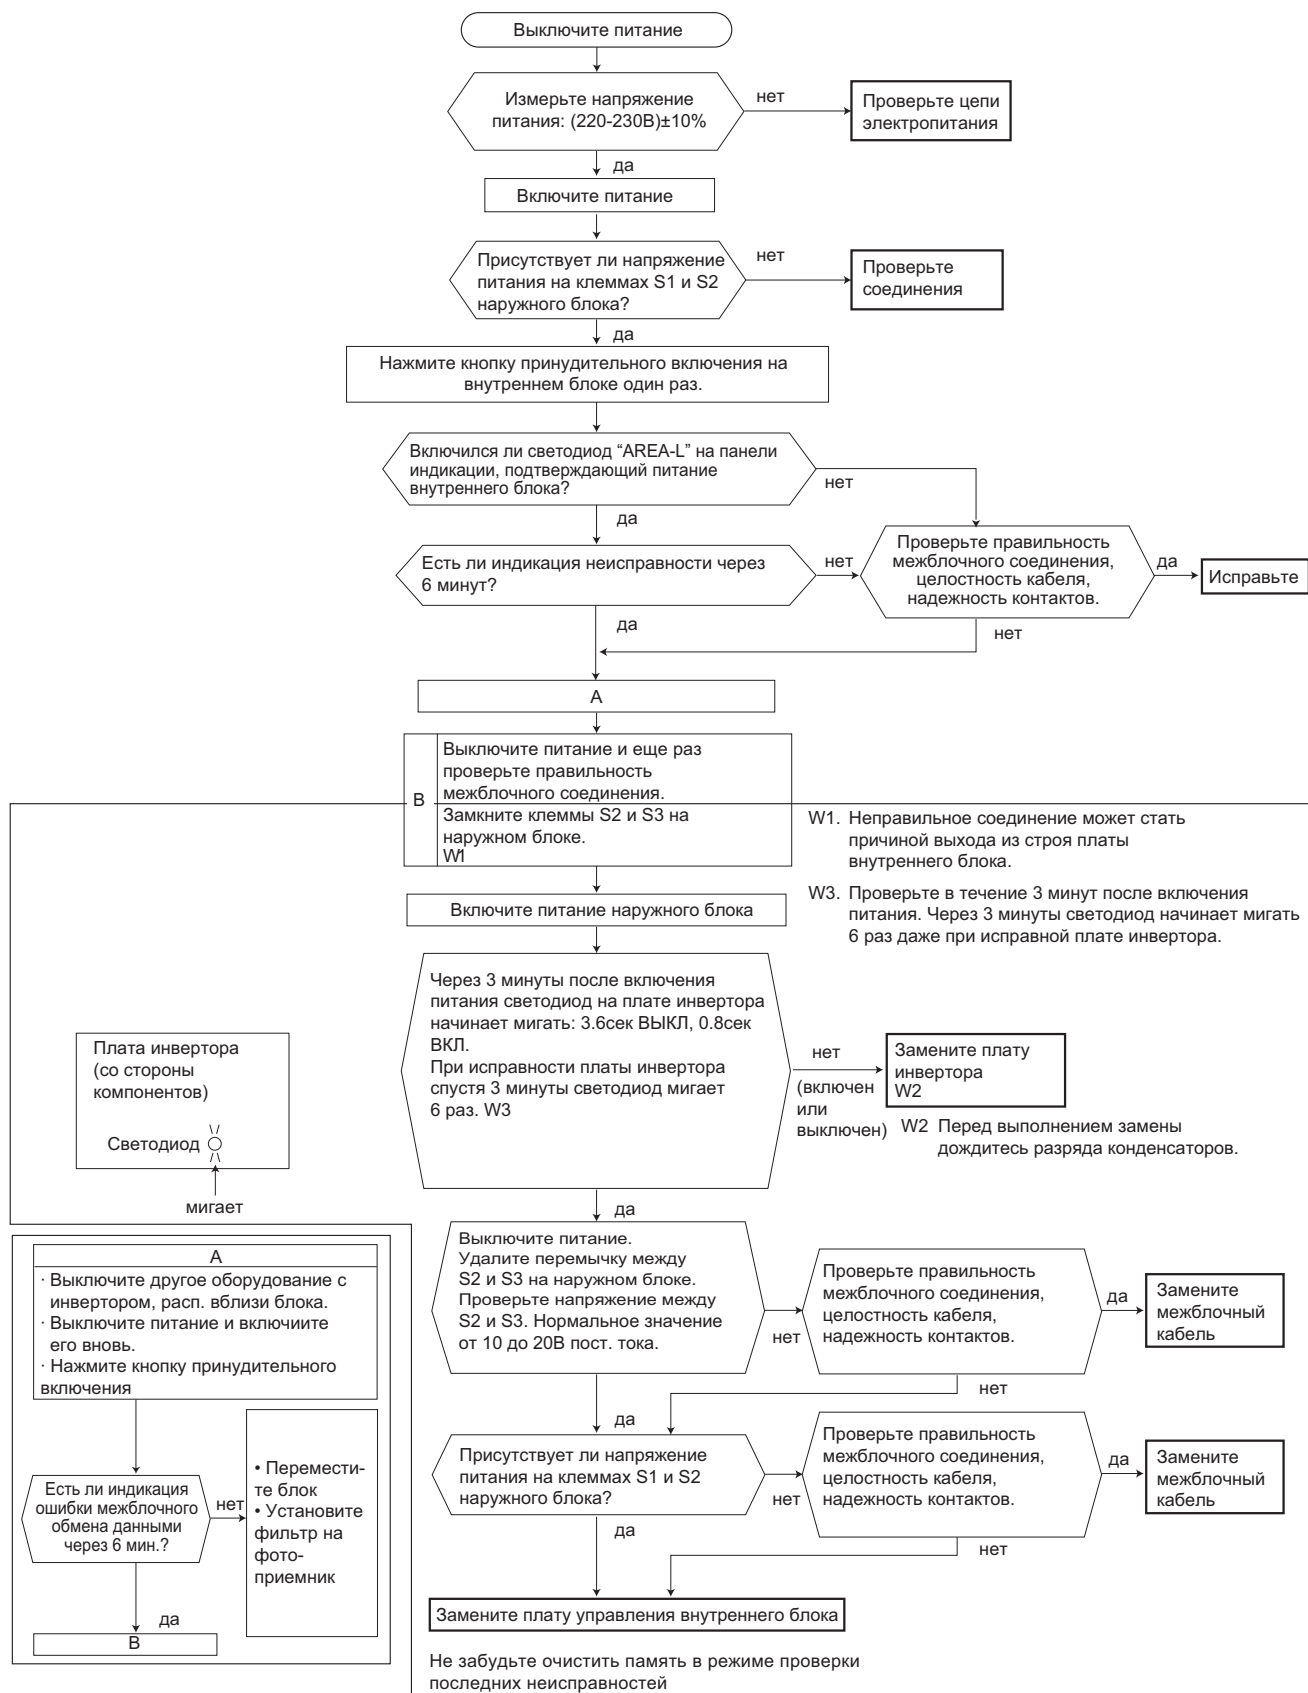 Выключите питание
Измерьте напряжение
питания: (220-230В)±10%
нет
Проверьте цепи
электропитания
да
Включите питание
Присутствует ли напряжение
питания на клеммах S1 и S2
наружного блока?
нет
Проверьте
соединения
да
Нажмите кнопку принудительного включения на
внутреннем блоке один раз.
Включился ли светодиод “AREA-L” на панели
индикации, подтверждающий питание
внутреннего блока?
нет
да
Есть ли индикация неисправности через
6 минут?
нет
Проверьте правильность
межблочного соединения,
целостность кабеля,
надежность контактов.
да
Исправьте
да
нет
A
B
Выключите питание и еще раз
проверьте правильность
межблочного соединения.
Замкните клеммы S2 и S3 на
наружном блоке.
W1
W1. Неправильное соединение может стать
причиной выхода из строя платы
внутреннего блока.
W3. Проверьте в течение 3 минут после включения
питания. Через 3 минуты светодиод начинает мигать
6 раз даже при исправной плате инвертора.
Включите питание наружного блока
Через 3 минуты после включения
питания светодиод на плате инвертора
начинает мигать: 3.6сек ВЫКЛ, 0.8сек
ВКЛ.
При исправности платы инвертора
спустя 3 минуты светодиод мигает
6 раз. W3
нет
(включен
или
выключен)
Замените плату
инвертора
W2
W2 Перед выполнением замены
дождитесь разряда конденсаторов.
Плата инвертора
(со стороны
компонентов)
Светодиод
мигает
да
Выключите питание.
Удалите перемычку между
S2 и S3 на наружном блоке.
Проверьте напряжение между
S2 и S3. Нормальное значение
от 10 до 20В пост. тока.
нет
Проверьте правильность
межблочного соединения,
целостность кабеля,
надежность контактов.
да
Замените
межблочный
кабель
нет
да
Присутствует ли напряжение
питания на клеммах S1 и S2
наружного блока?
нет
Проверьте правильность
межблочного соединения,
целостность кабеля,
надежность контактов.
да
Замените
межблочный
кабель
да
нет
Замените плату управления внутреннего блока
Не забудьте очистить память в режиме проверки
последних неисправностей
A
· Выключите другое оборудование с
инвертором, расп. вблизи блока.
· Выключите питание и включиите
его вновь.
· Нажмите кнопку принудительного
включения
Есть ли индикация
ошибки межблочного
обмена данными
через 6 мин.?
нет
• Перемести-
те блок
• Установите
фильтр на
фото-
приемник
да
B